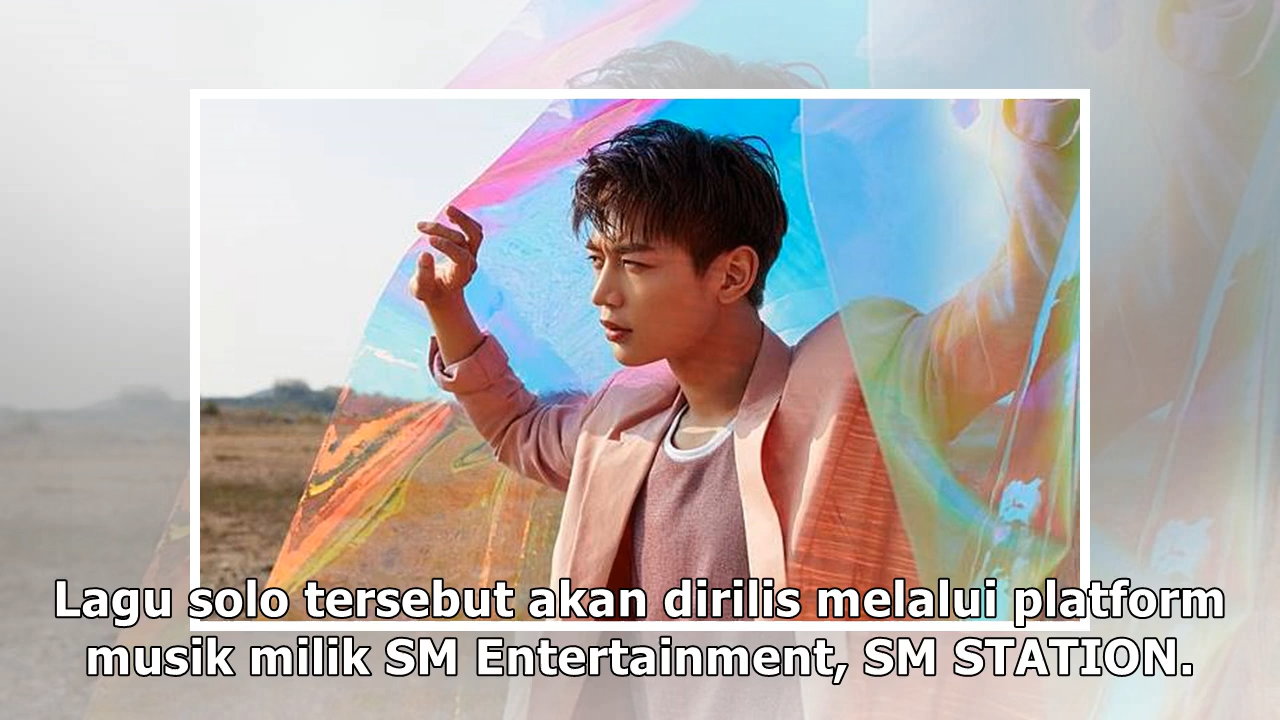 Lagu solo tersebut akan dirilis melalui platform
musik milik SM Entertainment, SM STATION.